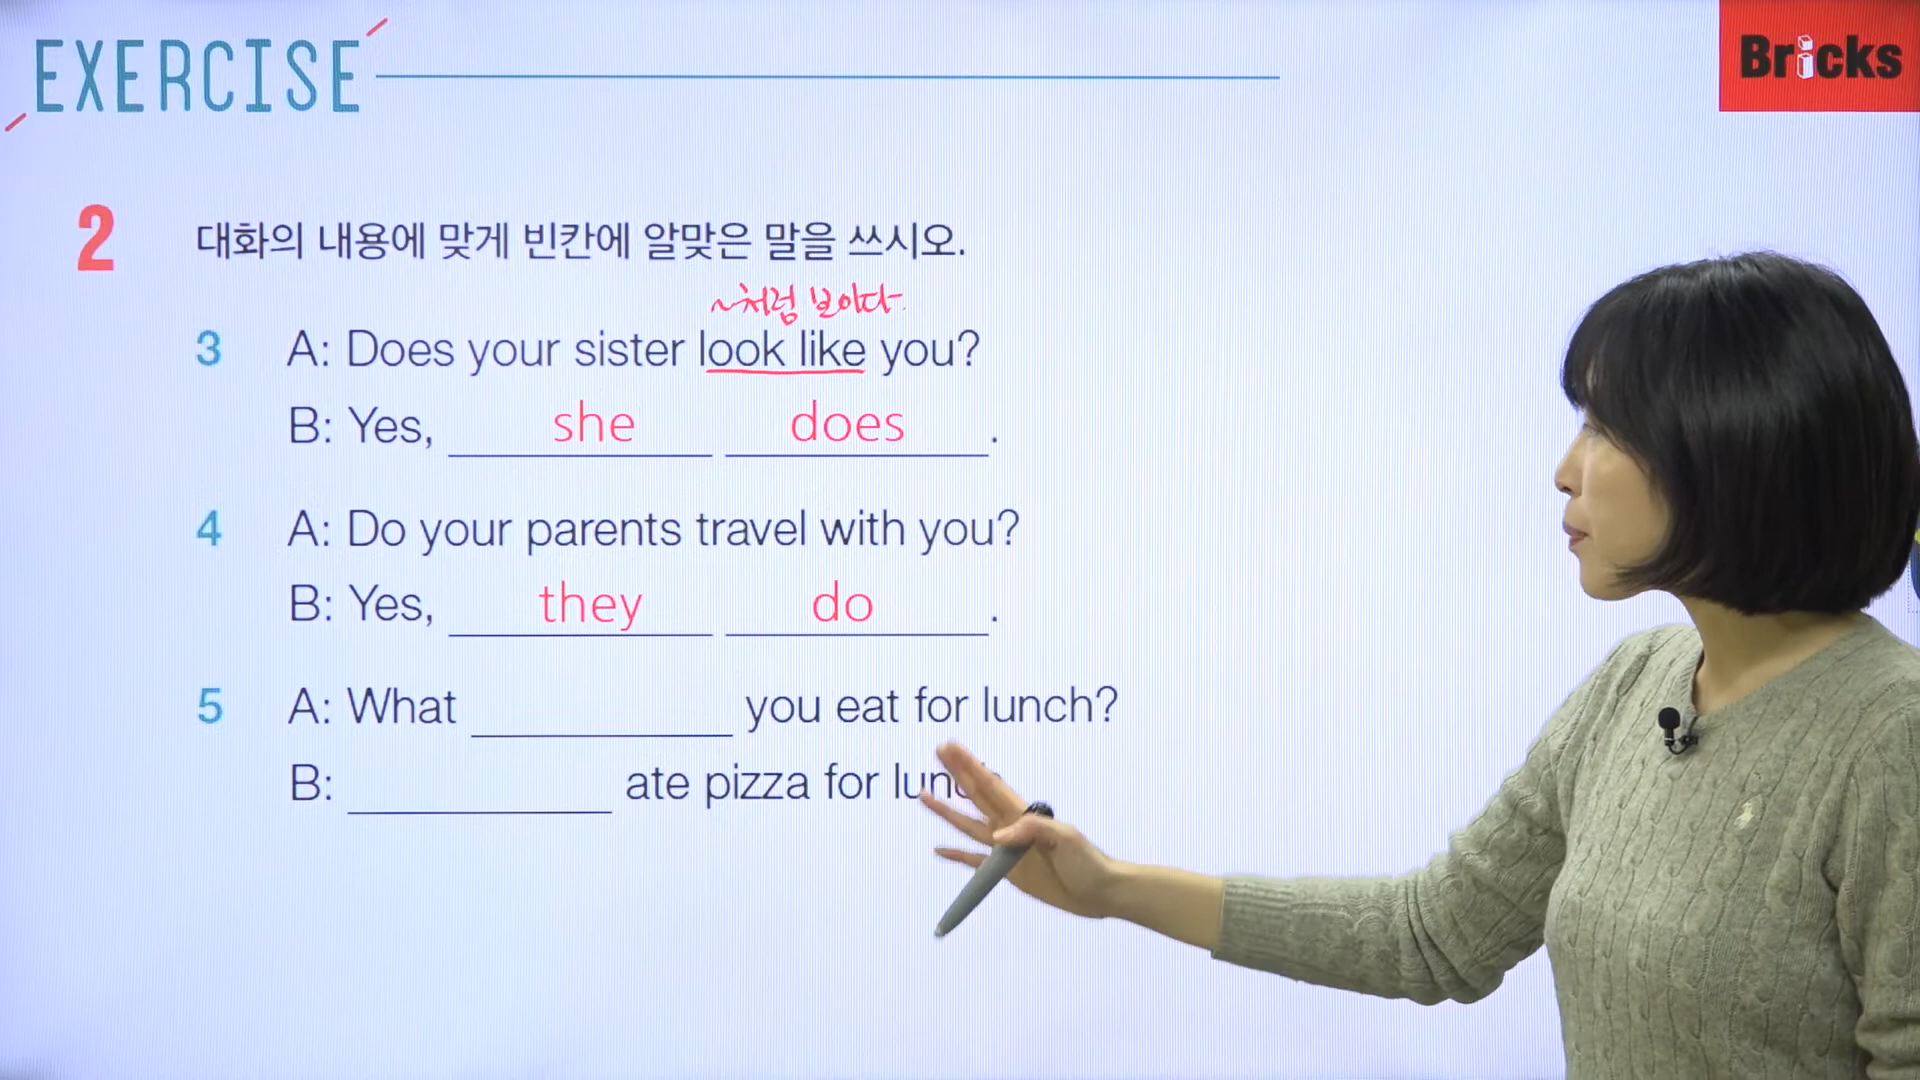 EXERCISE
Bricks
2 대화의 내용에 맞게 빈칸에 알맞은 말을 쓰시오.
~처럼 보이다.
3 A: Does your sister look like you?
B: Yes, she does.
4 A: Do your parents travel with you?
B: Yes, they do.
5 A: What ____ you eat for lunch?
B: ____ ate pizza for